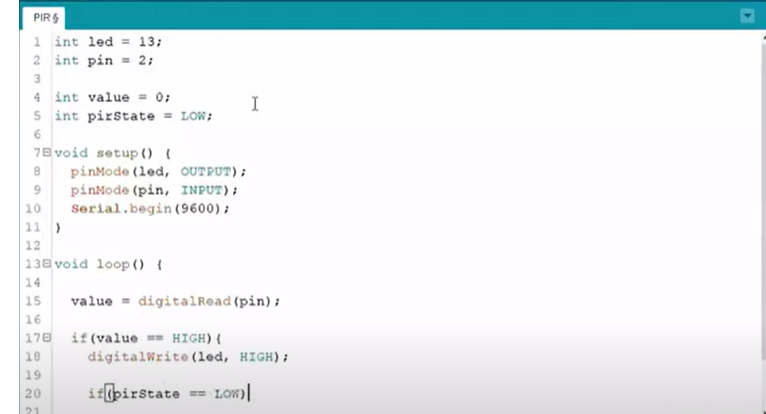 PIR§
1 int led = 13;
2 int pin = 2;
3
4 int value = 0;
5 int pirState = LOW;
6
7 void setup() {
8 pinMode(led, OUTPUT);
9 pinMode(pin, INPUT);
10 Serial.begin(9600);
11 }
12
13 void loop() {
14
15 value = digitalRead(pin);
16
17 if(value == HIGH){
18 digitalWrite(led, HIGH);
19
20 if(pirState == LOW)
21